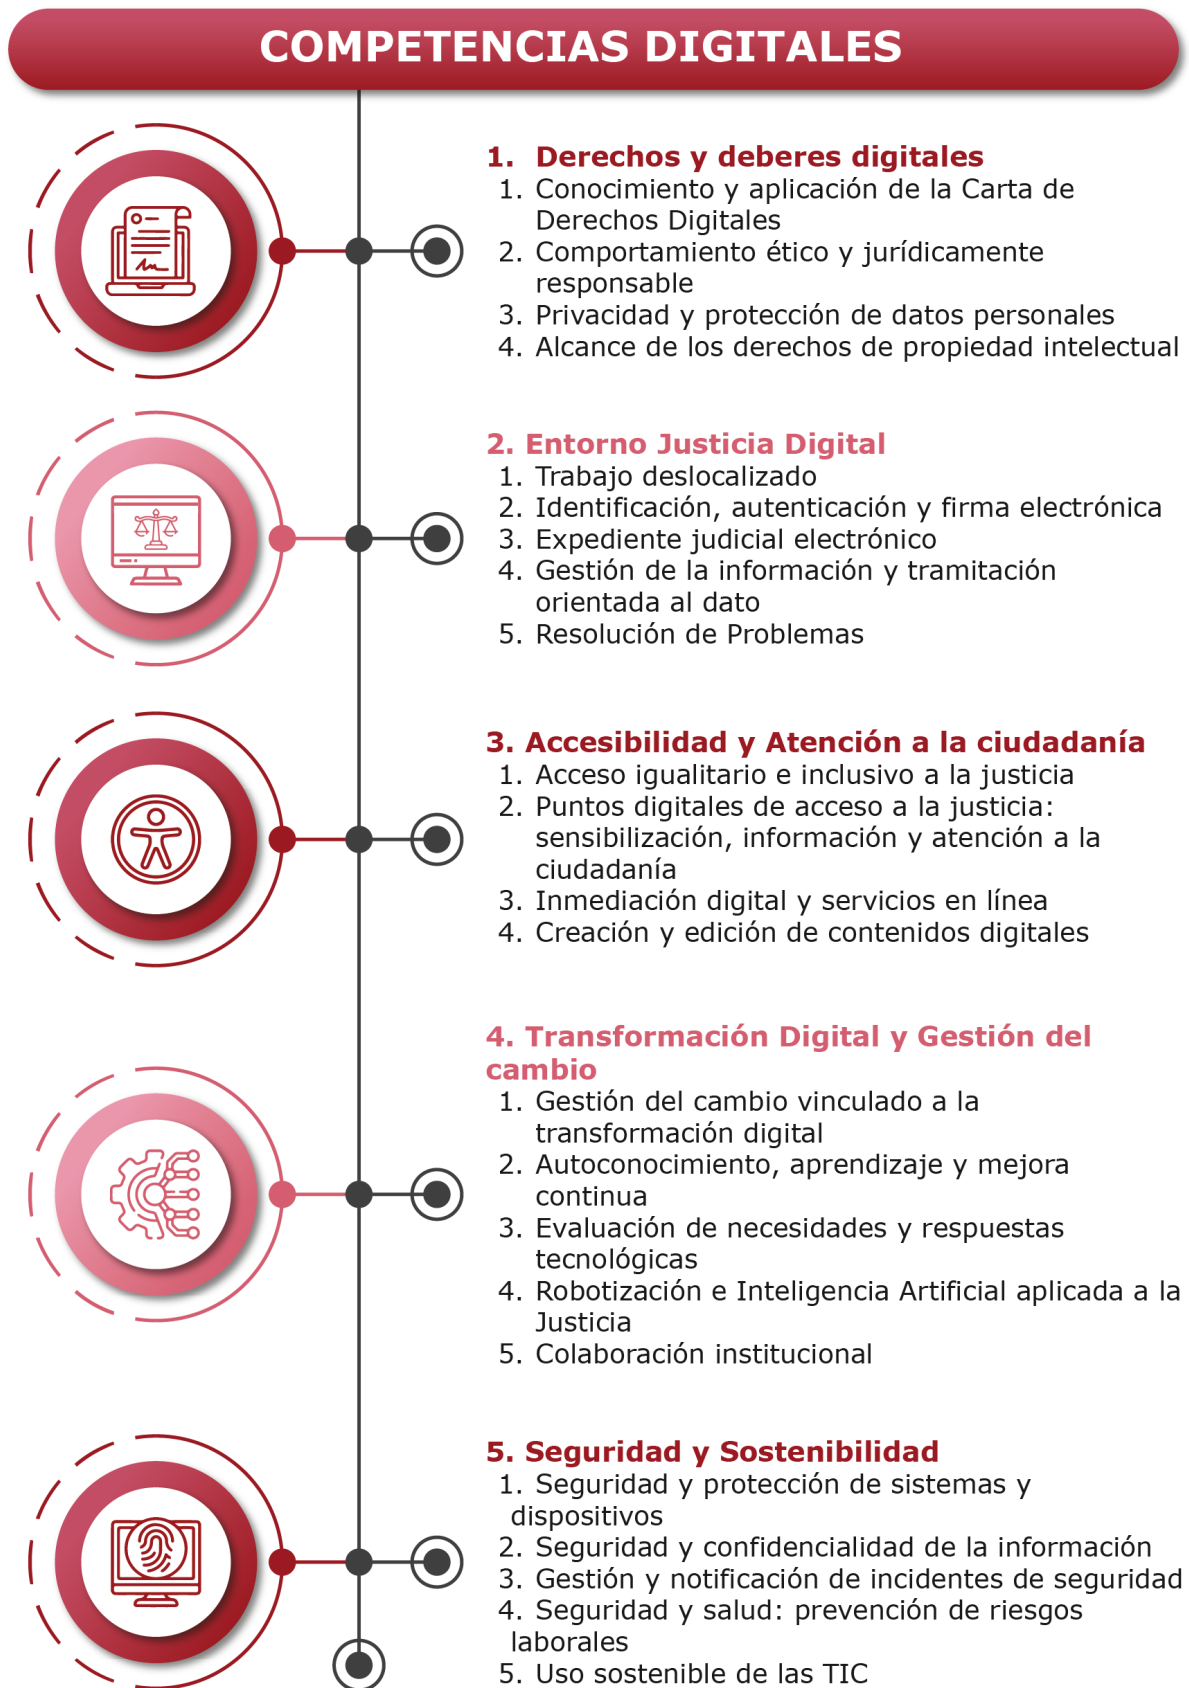 COMPETENCIAS DIGITALES
1. Derechos y deberes digitales
1. Conocimiento y aplicación de la Carta de
Derechos Digitales
2. Comportamiento ético y jurídicamente
responsable
3. Privacidad y protección de datos personales
4. Alcance de los derechos de propiedad intelectual
2. Entorno Justicia Digital
1. Trabajo deslocalizado
2. Identificación, autenticación y firma electrónica
3. Expediente judicial electrónico
4. Gestión de la información y tramitación
orientada al dato
5. Resolución de Problemas
3. Accesibilidad y Atención a la ciudadanía
1. Acceso igualitario e inclusivo a la justicia
2. Puntos digitales de acceso a la justicia:
sensibilización, información y atención a la
ciudadanía
3. Inmediación digital y servicios en línea
4. Creación y edición de contenidos digitales
4. Transformación Digital y Gestión del
cambio
1. Gestión del cambio vinculado a la
transformación digital
2. Autoconocimiento, aprendizaje y mejora
continua
3. Evaluación de necesidades y respuestas
tecnológicas
4. Robotización e Inteligencia Artificial aplicada a la
Justicia
5. Colaboración institucional
5. Seguridad y Sostenibilidad
1. Seguridad y protección de sistemas y
dispositivos
2. Seguridad y confidencialidad de la información
3. Gestión y notificación de incidentes de seguridad
4. Seguridad y salud: prevención de riesgos
laborales
5. Uso sostenible de las TIC